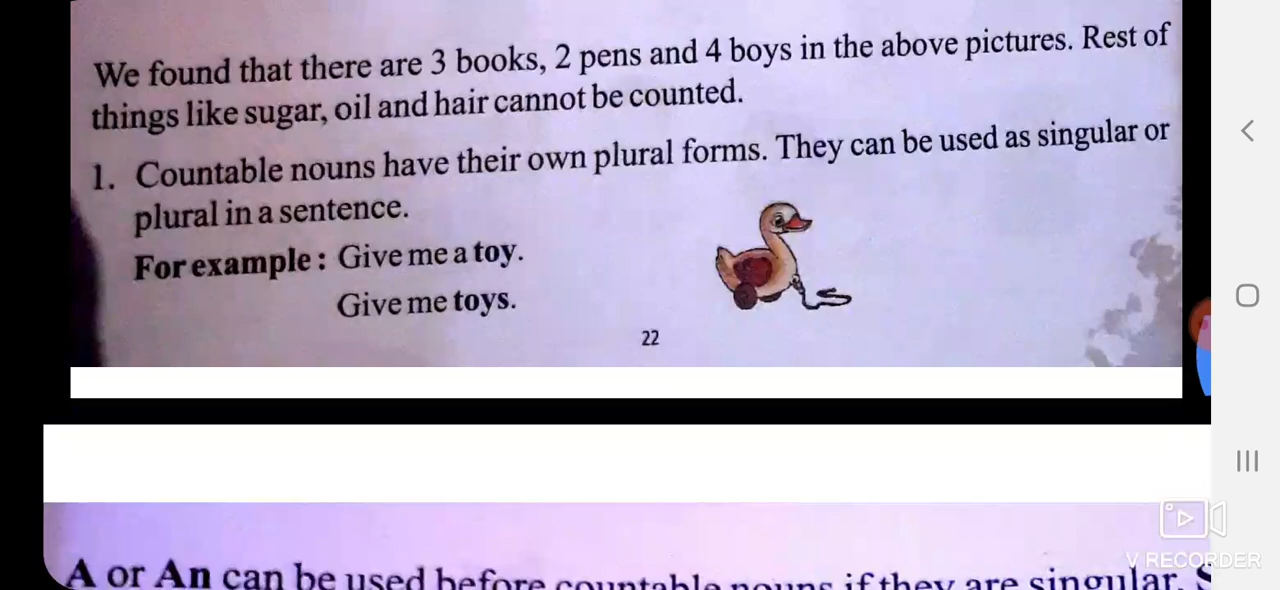 We found that there are 3 books, 2 pens and 4 boys in the above pictures. Rest of
things like sugar, oil and hair cannot be counted.
1. Countable nouns have their own plural forms. They can be used as singular or
plural in a sentence.
For example : Give me a toy.
Give me toys.
22
A or An can be used before countable nouns if they are singular. S
V RECORDER